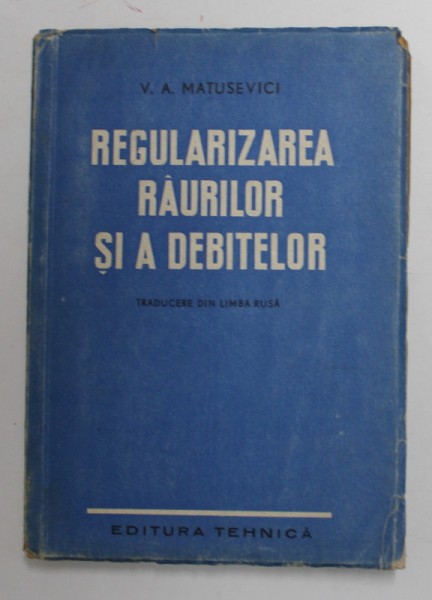 V. A. MATUSEVICI
REGULARIZAREA
RÂURILOR
ȘI A DEBITELOR
TRADUCERE DIN LIMBA RUSĂ
EDITURA TEHNICĂ